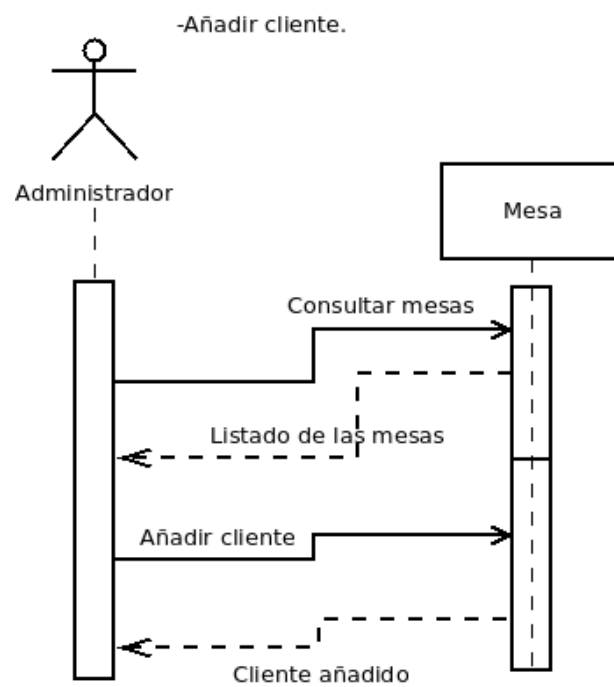 -Añadir cliente.
Administrador
Mesa
Consultar mesas
Listado de las mesas
Añadir cliente
Cliente añadido